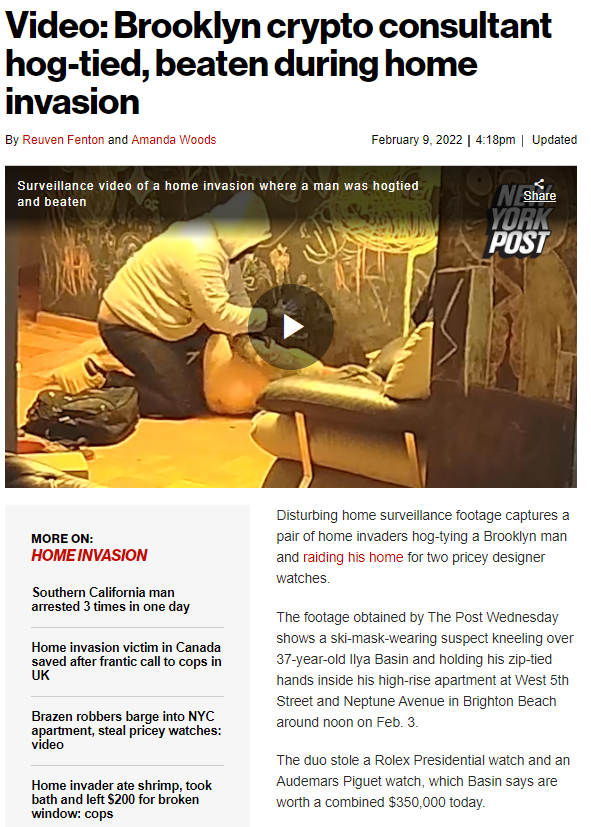 Video: Brooklyn crypto consultant
hog-tied, beaten during home
invasion
By Reuven Fenton and Amanda Woods
February 9, 2022 | 4:18pm | Updated
Surveillance video of a home invasion where a man was hogtied
and beaten
Share
NEW
YORK
POST
MORE ON:
HOME INVASION
Southern California man
arrested 3 times in one day
Home invasion victim in Canada
saved after frantic call to cops in
UK
Brazen robbers barge into NYC
apartment, steal pricey watches:
video
Home invader ate shrimp, took
bath and left $200 for broken
window: cops
Disturbing home surveillance footage captures a
pair of home invaders hog-tying a Brooklyn man
and raiding his home for two pricey designer
watches.
The footage obtained by The Post Wednesday
shows a ski-mask-wearing suspect kneeling over
37-year-old Ilya Basin and holding his zip-tied
hands inside his high-rise apartment at West 5th
Street and Neptune Avenue in Brighton Beach
around noon on Feb. 3.
The duo stole a Rolex Presidential watch and an
Audemars Piguet watch, which Basin says are
worth a combined $350,000 today.